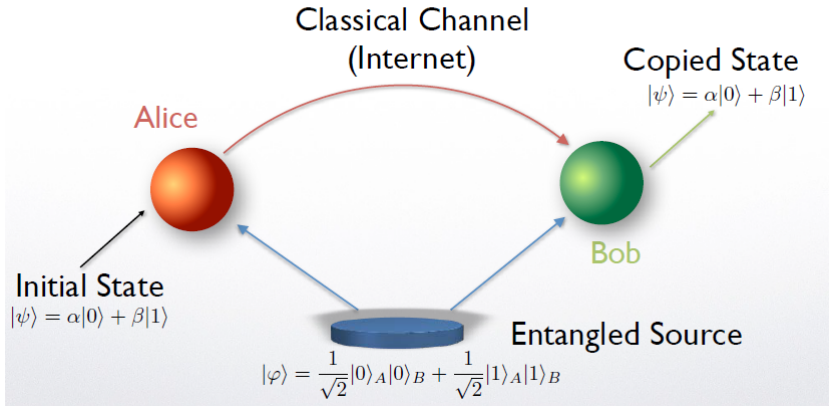 Classical Channel
(Internet)
Copied State
|ψ⟩ = α|0⟩ + β|1⟩
Alice
Bob
Initial State
|ψ⟩ = α|0⟩ + β|1⟩
Entangled Source
|φ⟩ = 1/√2 |0⟩_A|0⟩_B + 1/√2 |1⟩_A|1⟩_B